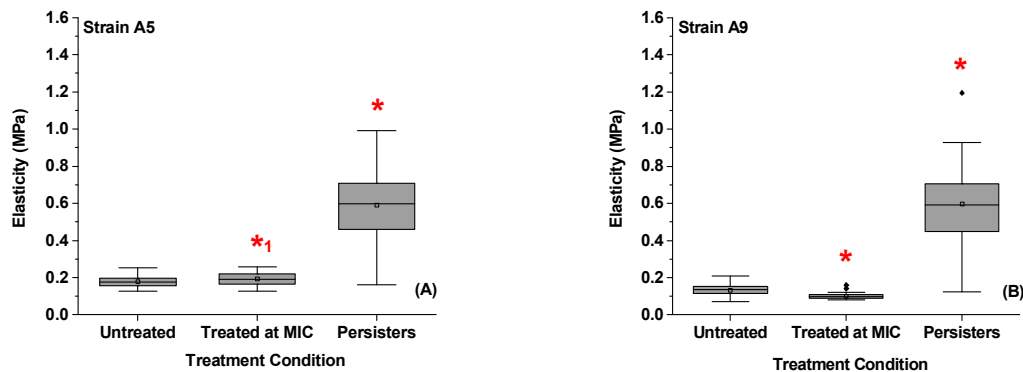 Strain A5
1.6
1.4
1.2
1.0
0.8
0.6
0.4
0.2
0.0
Elasticity (MPa)
*
*1
(A)
Untreated Treated at MIC Persisters
Treatment Condition
Strain A9
1.6
1.4
1.2
1.0
0.8
0.6
0.4
0.2
0.0
Elasticity (MPa)
*
*
(B)
Untreated Treated at MIC Persisters
Treatment Condition